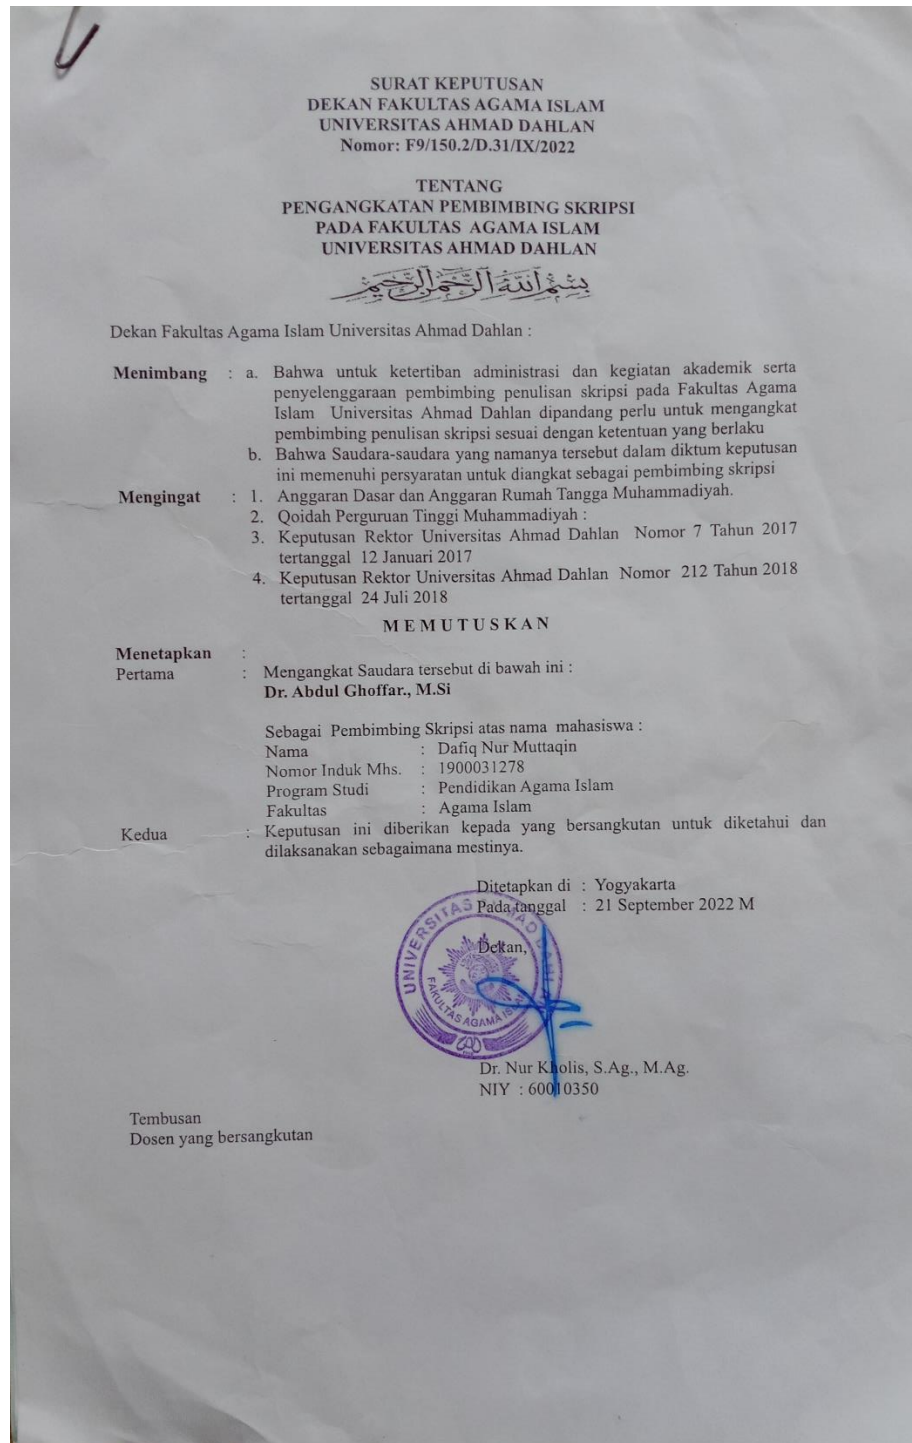 SURAT KEPUTUSAN
DEKAN FAKULTAS AGAMA ISLAM
UNIVERSITAS AHMAD DAHLAN
Nomor: F9/150.2/D.31/IX/2022
TENTANG
PENGANGKATAN PEMBIMBING SKRIPSI
PADA FAKULTAS AGAMA ISLAM
UNIVERSITAS AHMAD DAHLAN
بِسْمِ اللَّهِ الرَّحْمَنِ الرَّحِيمِ
Dekan Fakultas Agama Islam Universitas Ahmad Dahlan :
Menimbang : a. Bahwa untuk ketertiban administrasi dan kegiatan akademik serta
penyelenggaraan pembimbing penulisan skripsi pada Fakultas Agama
Islam Universitas Ahmad Dahlan dipandang perlu untuk mengangkat
pembimbing penulisan skripsi sesuai dengan ketentuan yang berlaku
b. Bahwa Saudara-saudara yang namanya tersebut dalam diktum keputusan
ini memenuhi persyaratan untuk diangkat sebagai pembimbing skripsi
Mengingat : 1. Anggaran Dasar dan Anggaran Rumah Tangga Muhammadiyah.
2. Qoidah Perguruan Tinggi Muhammadiyah :
3. Keputusan Rektor Universitas Ahmad Dahlan Nomor 7 Tahun 2017
tertanggal 12 Januari 2017
4. Keputusan Rektor Universitas Ahmad Dahlan Nomor 212 Tahun 2018
tertanggal 24 Juli 2018
M E M U T U S K A N
Menetapkan :
Pertama : Mengangkat Saudara tersebut di bawah ini :
Dr. Abdul Ghoffar., M.Si
Sebagai Pembimbing Skripsi atas nama mahasiswa :
Nama : Dafiq Nur Muttaqin
Nomor Induk Mhs. : 1900031278
Program Studi : Pendidikan Agama Islam
Fakultas : Agama Islam
Kedua : Keputusan ini diberikan kepada yang bersangkutan untuk diketahui dan
dilaksanakan sebagaimana mestinya.
Ditetapkan di : Yogyakarta
Pada tanggal : 21 September 2022 M
Dekan,
UNIVERSITAS AHMAD DAHLAN
FAKULTAS AGAMA ISLAM
Dr. Nur Kholis, S.Ag., M.Ag.
NIY : 60010350
Tembusan
Dosen yang bersangkutan